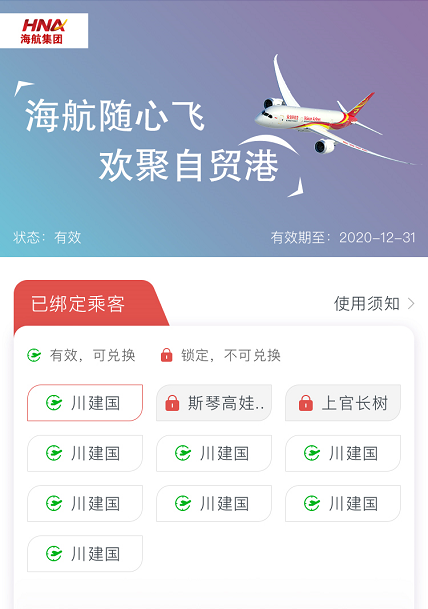 HNA
海航集团
海航随心飞
欢聚自贸港
状态：有效 有效期至：2020-12-31
已绑定乘客 使用须知
有效，可兑换 锁定，不可兑换
川建国 斯琴高娃.. 上官长树
川建国 川建国 川建国
川建国 川建国 川建国
川建国